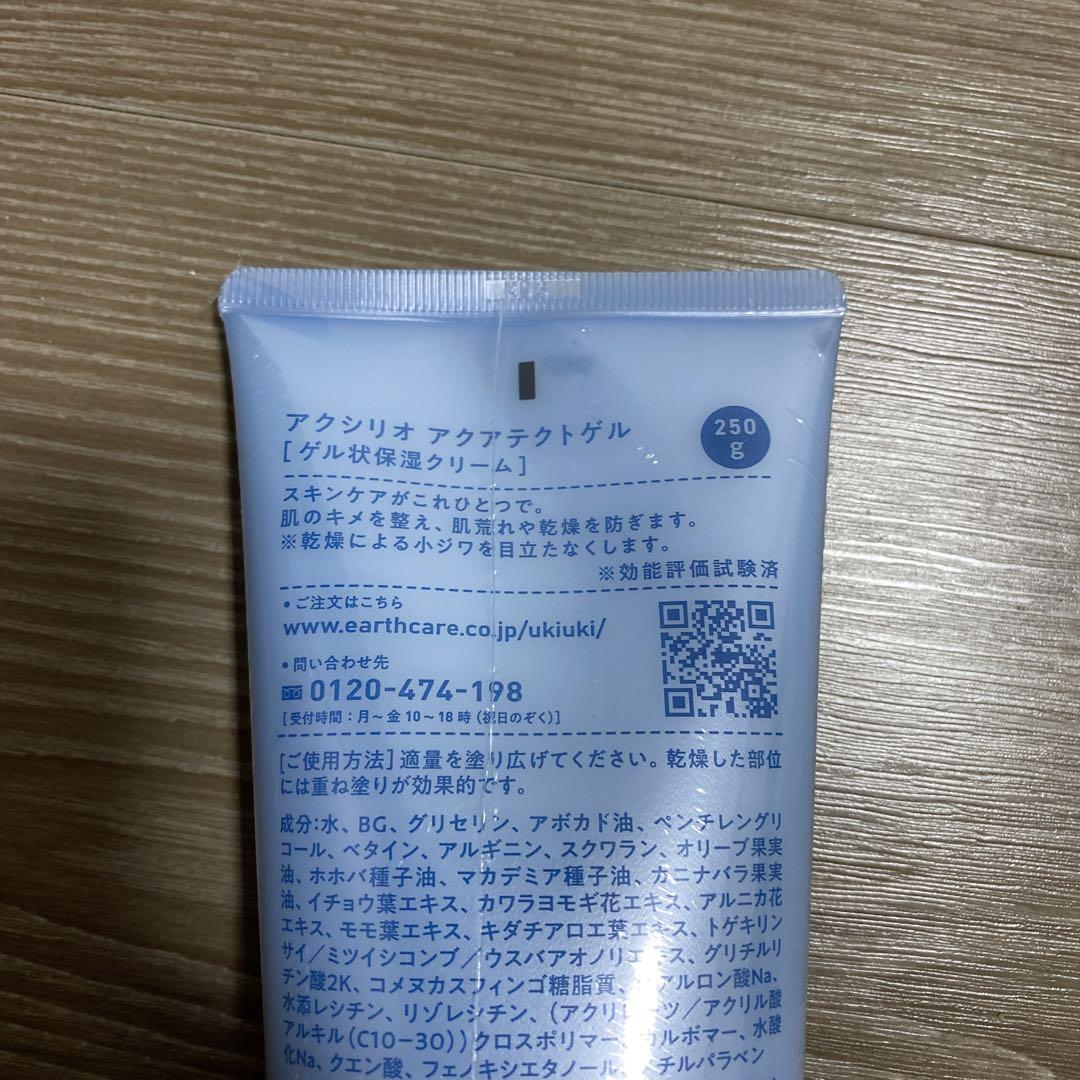 アクシリオ アクアテクトゲル
[ゲル状保湿クリーム]
250
g
スキンケアがこれひとつで。
肌のキメを整え、肌荒れや乾燥を防ぎます。
※乾燥による小ジワを目立たなくします。
※効能評価試験済
・ご注文はこちら
www.earthcare.co.jp/ukiuki/
・問い合わせ先
0120-474-198
[受付時間:月〜金10〜18時(祝日のぞく)]
[ご使用方法]適量を塗り広げてください。乾燥した部位
には重ね塗りが効果的です。
成分:水、BG、グリセリン、アボカド油、ペンチレングリ
コール、ベタイン、アルギニン、スクワラン、オリーブ果実
油、ホホバ種子油、マカデミア種子油、カニナバラ果実
油、イチョウ葉エキス、カワラヨモギ花エキス、アルニカ花
エキス、モモ葉エキス、キダチアロエ葉エキス、トゲキリン
サイ/ミツイシコンブ/ウスバアオノリエキス、グリチルリ
チン酸2K、コメヌカスフィンゴ糖脂質、アルロン酸Na、
水添レシチン、リゾレシチン、(アクリ ーツ/アクリル酸
アルキル(C10-30))クロスポリマー、カルボマー、水酸
化Na、クエン酸、フェノキシエタノール、 チルパラベン